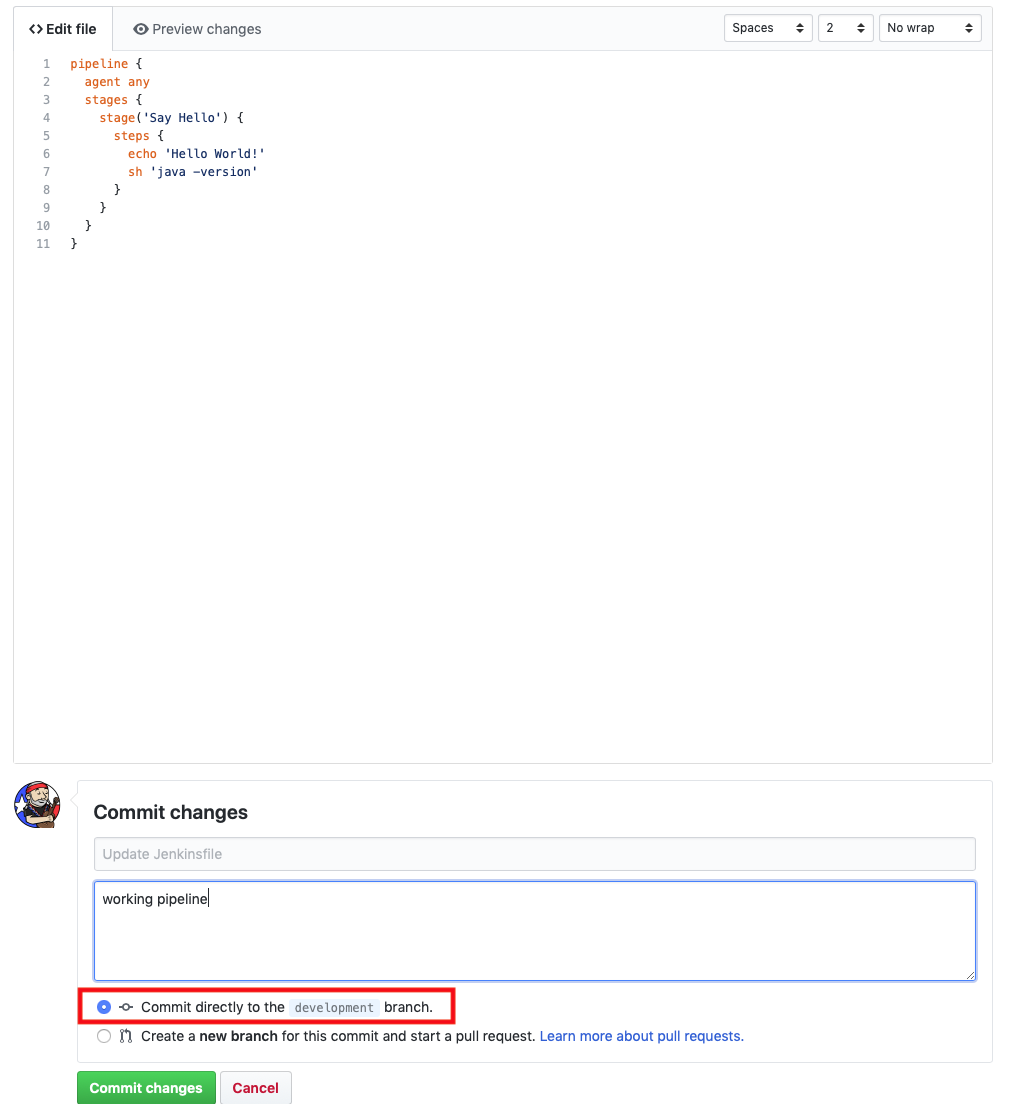 Edit file Preview changes Spaces 2 No wrap
1 pipeline {
2   agent any
3   stages {
4     stage('Say Hello') {
5       steps {
6         echo 'Hello World!'
7         sh 'java -version'
8       }
9     }
10   }
11 }
Commit changes
Update Jenkinsfile
working pipeline
Commit directly to the development branch.
Create a new branch for this commit and start a pull request. Learn more about pull requests.
Commit changes Cancel